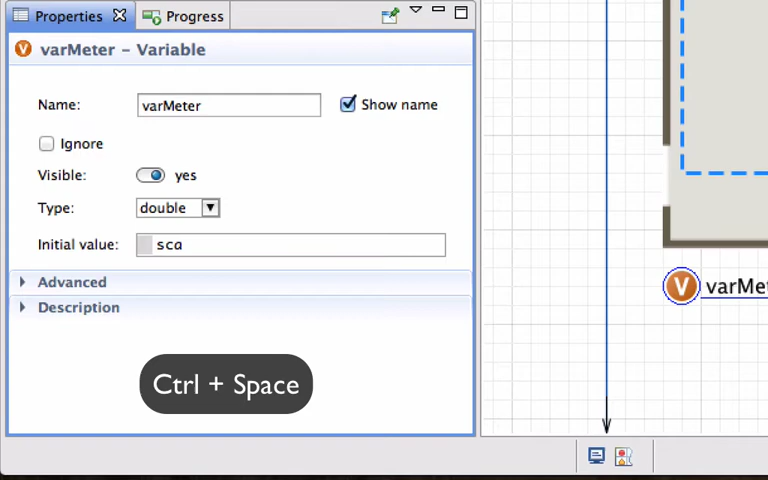 Properties
Progress
V varMeter – Variable
Name: varMeter Show name
Ignore
Visible: yes
Type: double
Initial value: sca
Advanced
Description
Ctrl + Space
V varMe